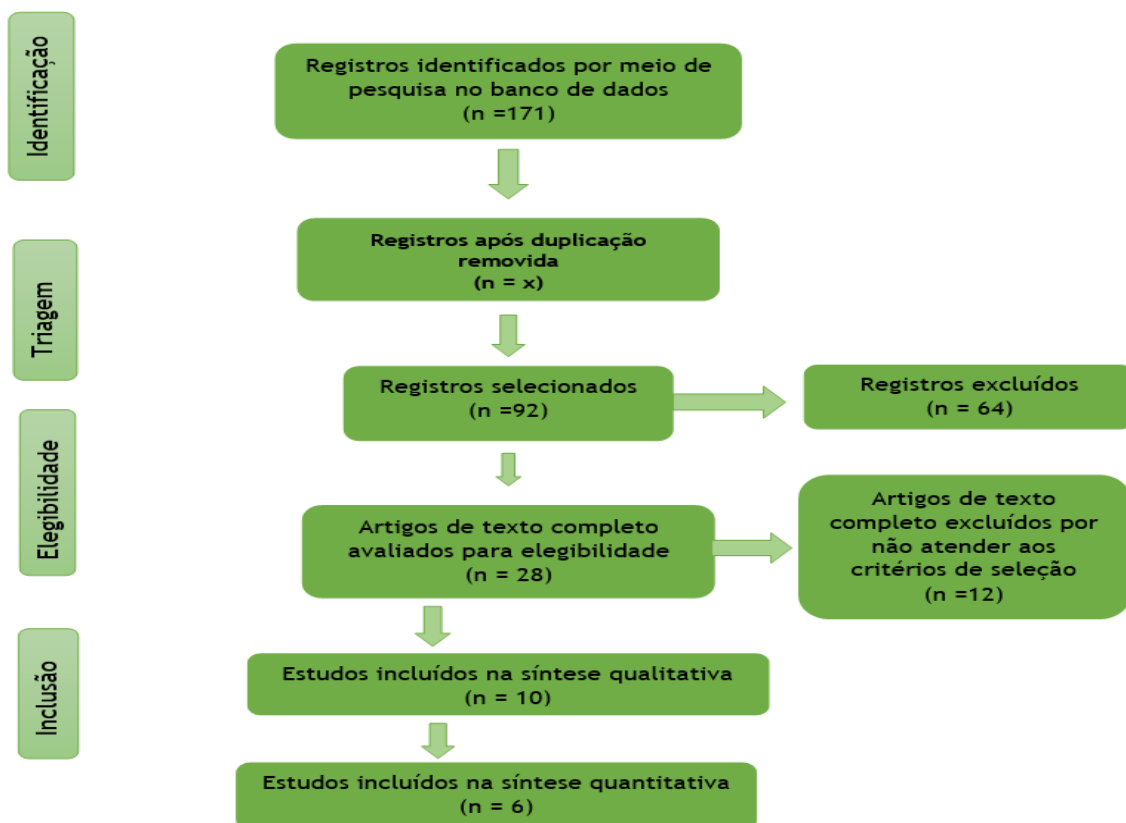 Identificação
Registros identificados por meio de
pesquisa no banco de dados
(n =171)
Triagem
Registros após duplicação
removida
(n = x)
Registros selecionados
(n =92)
Registros excluídos
(n = 64)
Elegibilidade
Artigos de texto completo
avaliados para elegibilidade
(n = 28)
Artigos de texto
completo excluídos por
não atender aos
critérios de seleção
(n =12)
Inclusão
Estudos incluídos na síntese qualitativa
(n = 10)
Estudos incluídos na síntese quantitativa
(n = 6)